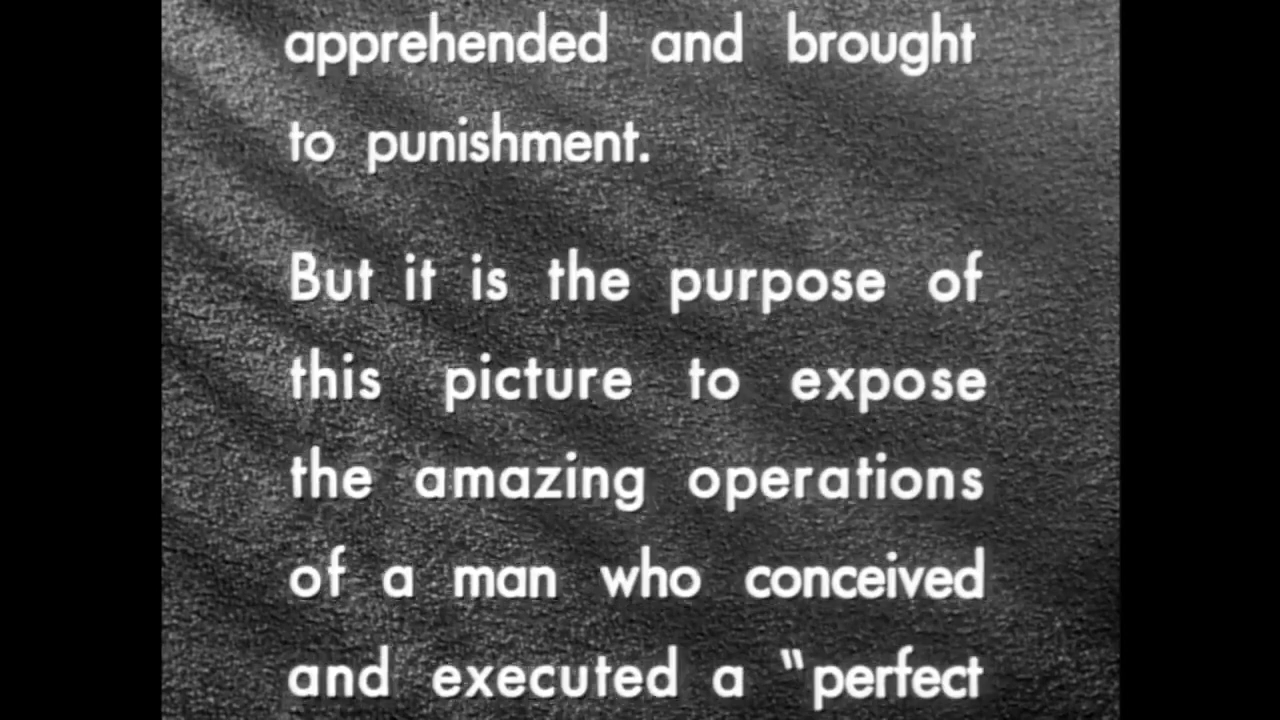 apprehended and brought
to punishment.
But it is the purpose of
this picture to expose
the amazing operations
of a man who conceived
and executed a "perfect